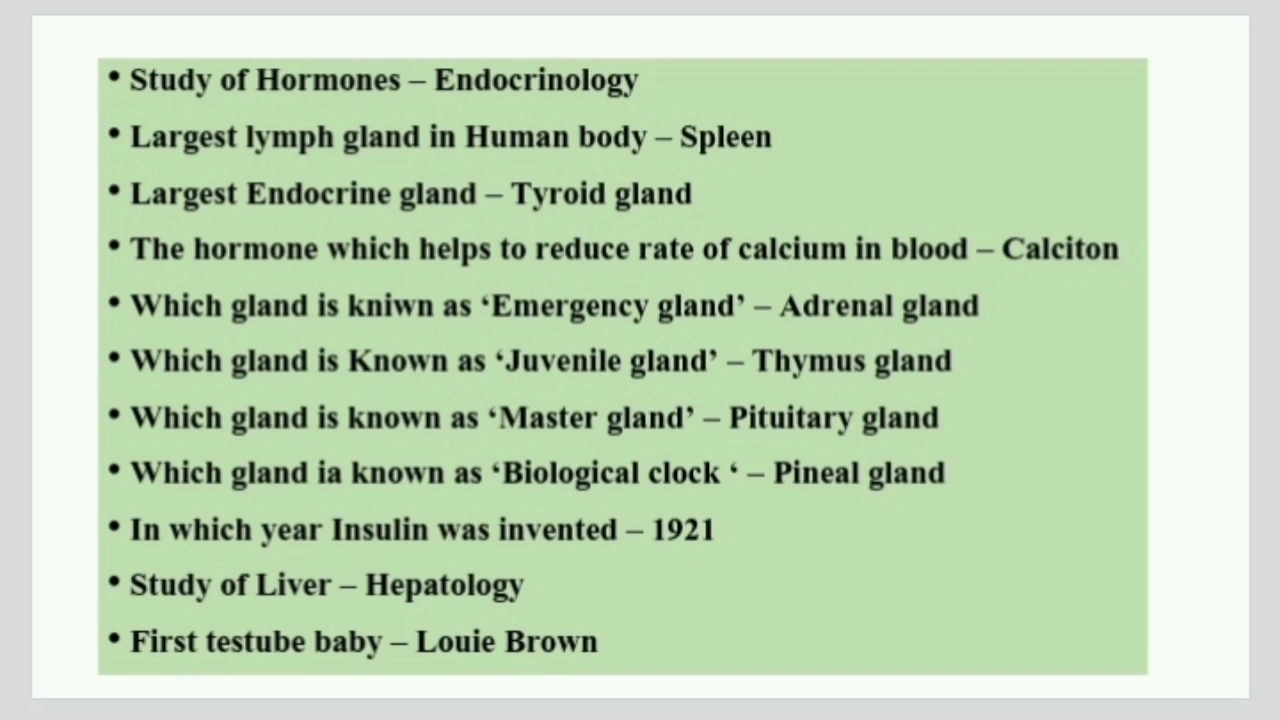 • Study of Hormones – Endocrinology
• Largest lymph gland in Human body – Spleen
• Largest Endocrine gland – Tyroid gland
• The hormone which helps to reduce rate of calcium in blood – Calciton
• Which gland is kniwn as ‘Emergency gland’ – Adrenal gland
• Which gland is Known as ‘Juvenile gland’ – Thymus gland
• Which gland is known as ‘Master gland’ – Pituitary gland
• Which gland ia known as ‘Biological clock ‘ – Pineal gland
• In which year Insulin was invented – 1921
• Study of Liver – Hepatology
• First testube baby – Louie Brown